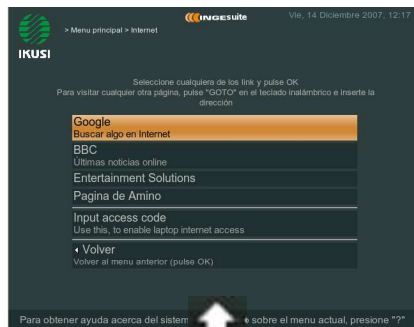 INGEsuite
Vie, 14 Diciembre 2007, 12:17
> Menu principal > Internet
IKUSI
Seleccione cualquiera de los link y pulse OK
Para visitar cualquier otra página, pulse "GOTO" en el teclado inalámbrico e inserte la
dirección
Google
Buscar algo en Internet
BBC
Últimas noticias online
Entertainment Solutions
Pagina de Amino
Input access code
Use this, to enable laptop internet access
Volver
Volver al menu anterior (pulse OK)
Para obtener ayuda acerca del sistem sobre el menu actual, presione "?"